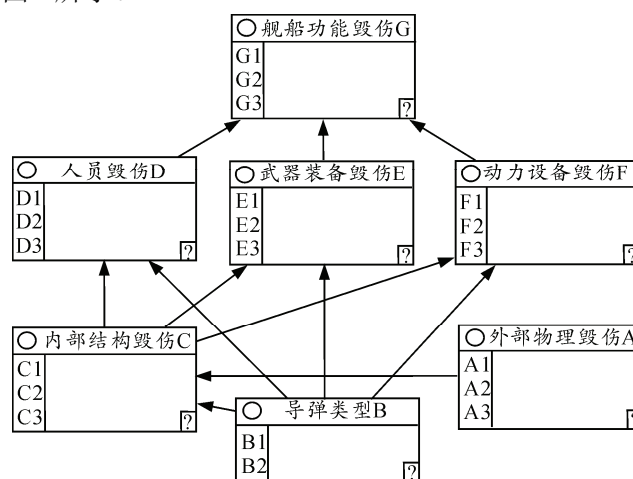 舰船功能毁伤G
G1
G2
G3
?
人员毁伤D
D1
D2
D3
?
武器装备毁伤E
E1
E2
E3
?
动力设备毁伤F
F1
F2
F3
?
内部结构毁伤C
C1
C2
C3
?
外部物理毁伤A
A1
A2
A3
?
导弹类型B
B1
B2
?